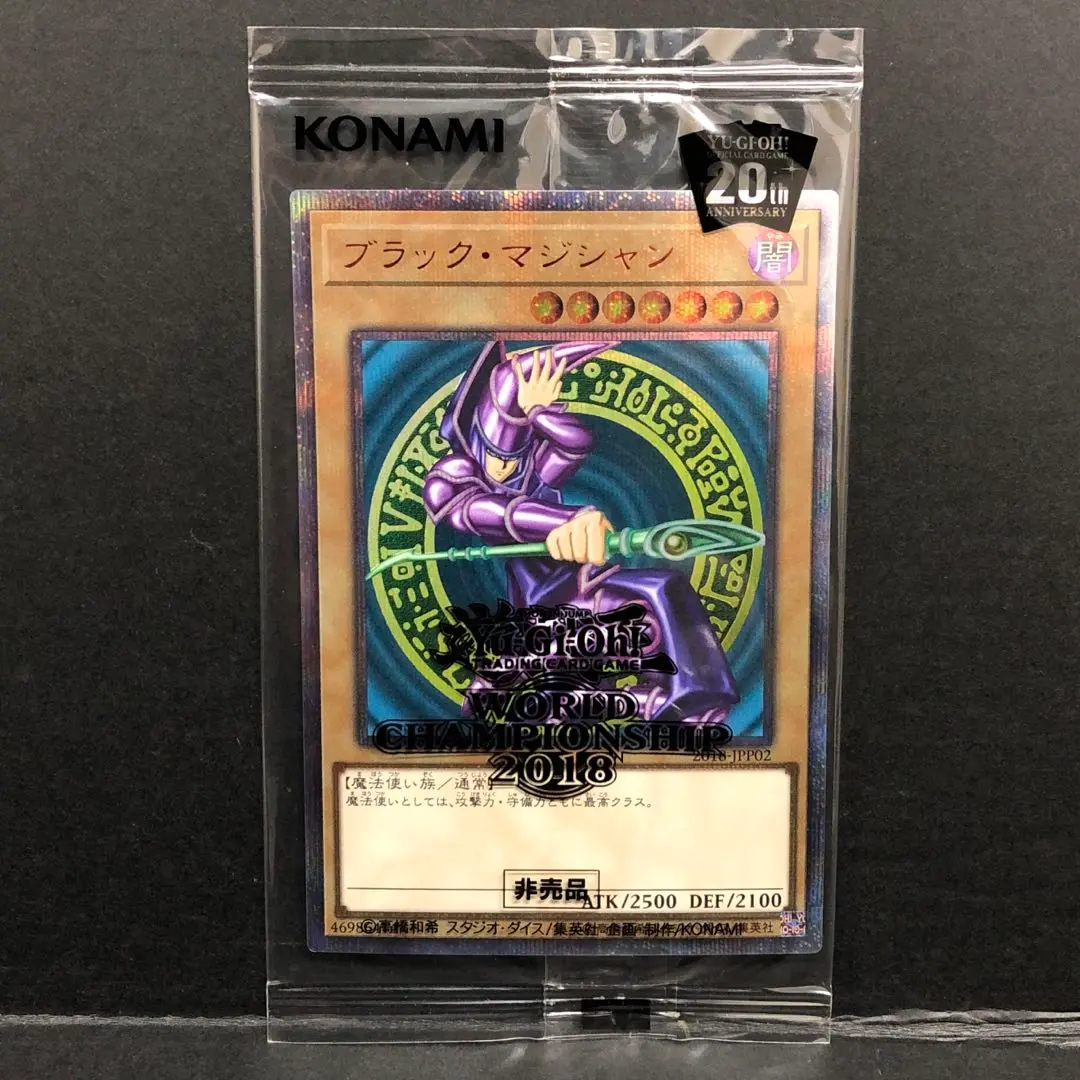 KONAMI
YU-GI-OH!
OFFICIAL CARD GAME
20th
ANNIVERSARY
ブラック・マジシャン
闇
Yu-Gi-Oh!
TRADING CARD GAME
WORLD
CHAMPIONSHIP
2018
2018-JPP02
【魔法使い族/通常】
魔法使いとしては、攻撃力・守備力ともに最高クラス。
非売品
ATK/2500 DEF/2100
©高橋和希 スタジオ・ダイス/集英社 企画・制作/KONAMI